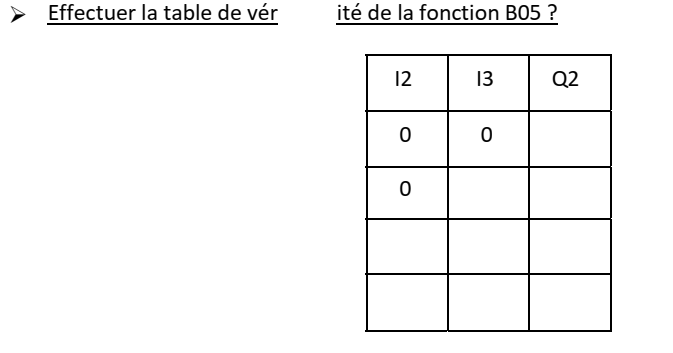 ➢ Effectuer la table de vér ité de la fonction B05 ?
I2 I3 Q2
0 0
0